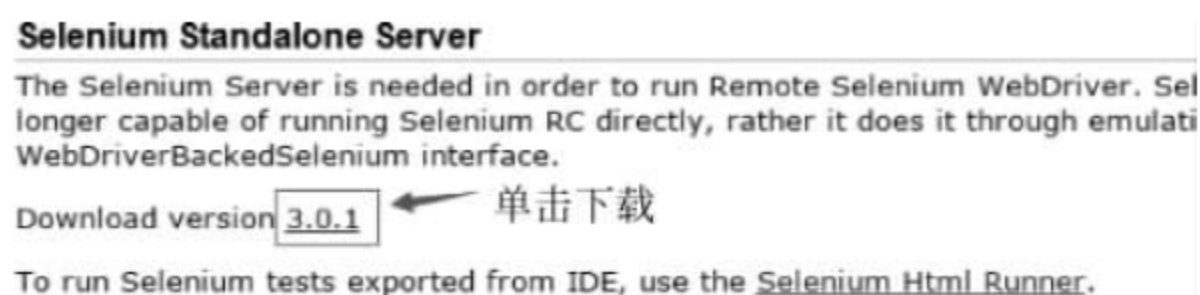 Selenium Standalone Server
The Selenium Server is needed in order to run Remote Selenium WebDriver. Sel
longer capable of running Selenium RC directly, rather it does it through emulati
WebDriverBackedSelenium interface.
Download version 3.0.1 单击下载
To run Selenium tests exported from IDE, use the Selenium Html Runner.